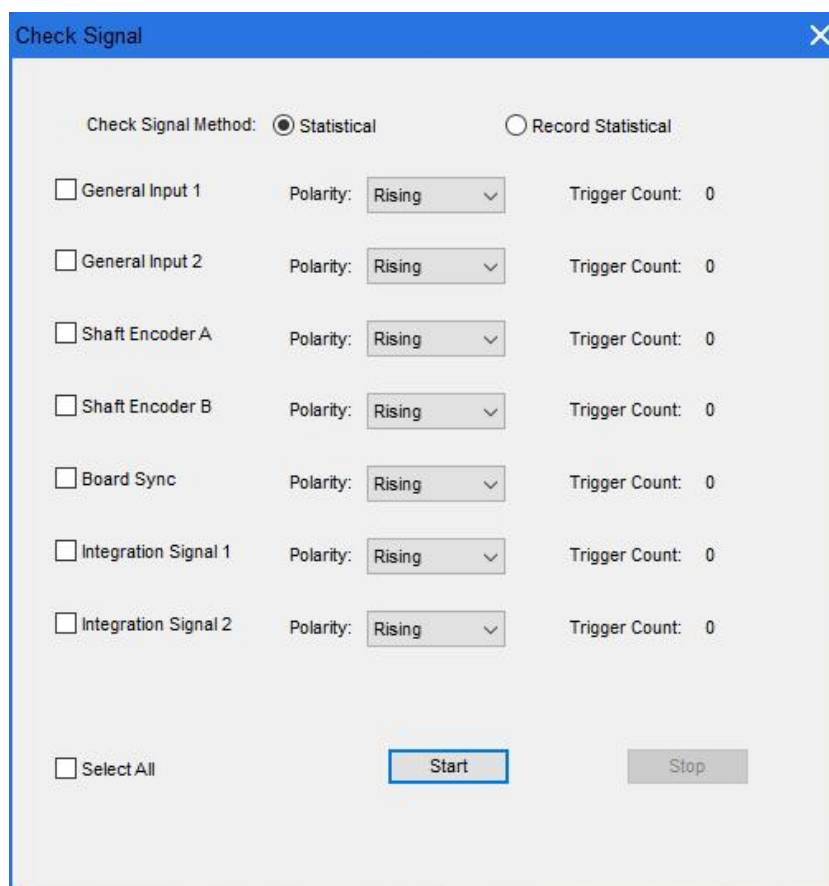 Check Signal
Check Signal Method: Statistical Record Statistical
General Input 1 Polarity: Rising Trigger Count: 0
General Input 2 Polarity: Rising Trigger Count: 0
Shaft Encoder A Polarity: Rising Trigger Count: 0
Shaft Encoder B Polarity: Rising Trigger Count: 0
Board Sync Polarity: Rising Trigger Count: 0
Integration Signal 1 Polarity: Rising Trigger Count: 0
Integration Signal 2 Polarity: Rising Trigger Count: 0
Select All Start Stop